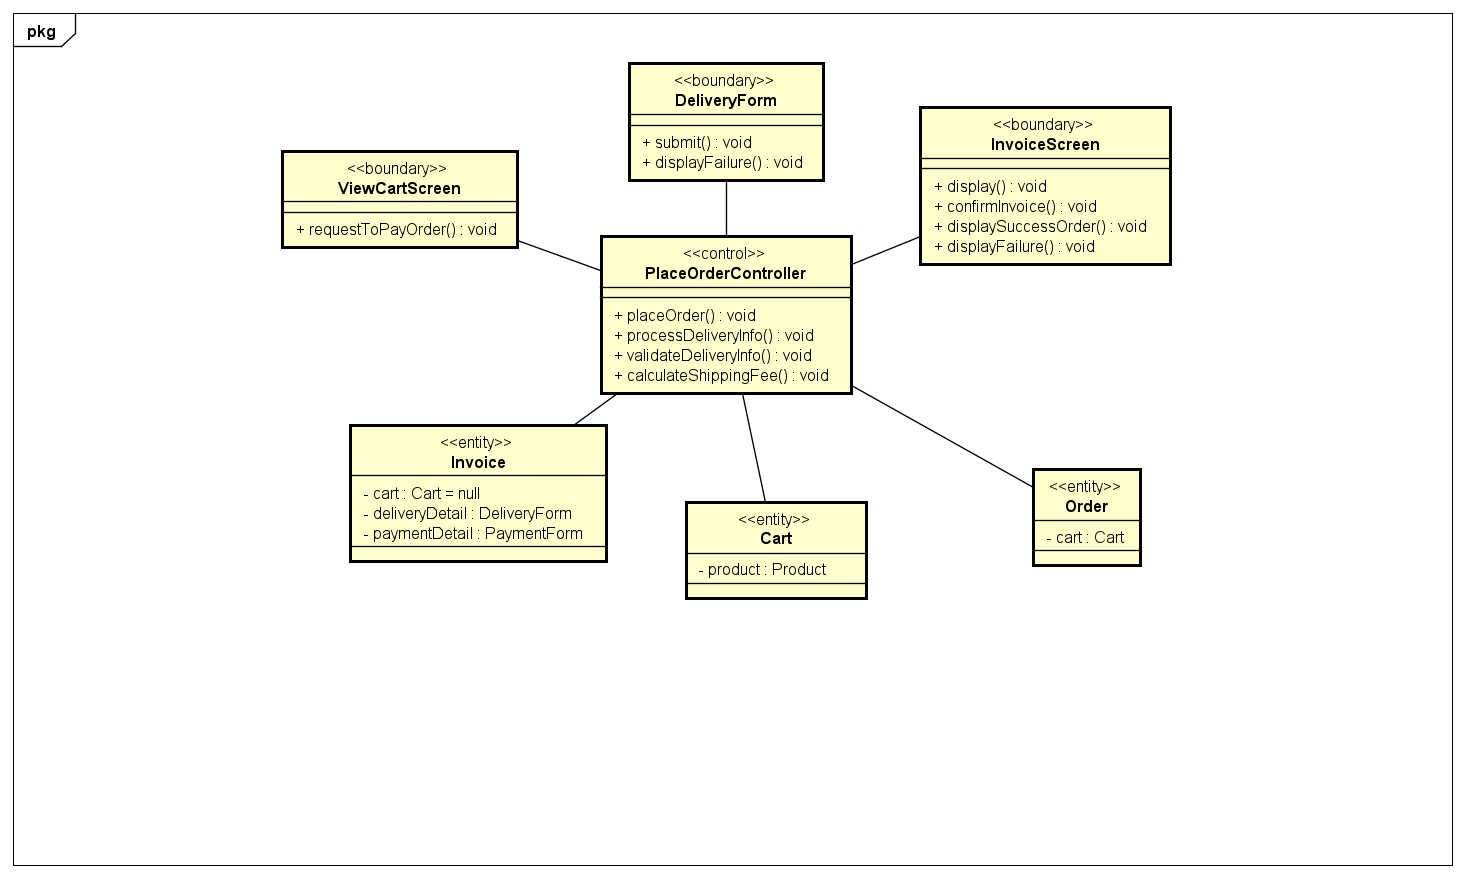 pkg
<<boundary>>
DeliveryForm
+ submit() : void
+ displayFailure() : void
<<boundary>>
InvoiceScreen
+ display() : void
+ confirmInvoice() : void
+ displaySuccessOrder() : void
+ displayFailure() : void
<<boundary>>
ViewCartScreen
+ requestToPayOrder() : void
<<control>>
PlaceOrderController
+ placeOrder() : void
+ processDeliveryInfo() : void
+ validateDeliveryInfo() : void
+ calculateShippingFee() : void
<<entity>>
Invoice
- cart : Cart = null
- deliveryDetail : DeliveryForm
- paymentDetail : PaymentForm
<<entity>>
Cart
- product : Product
<<entity>>
Order
- cart : Cart